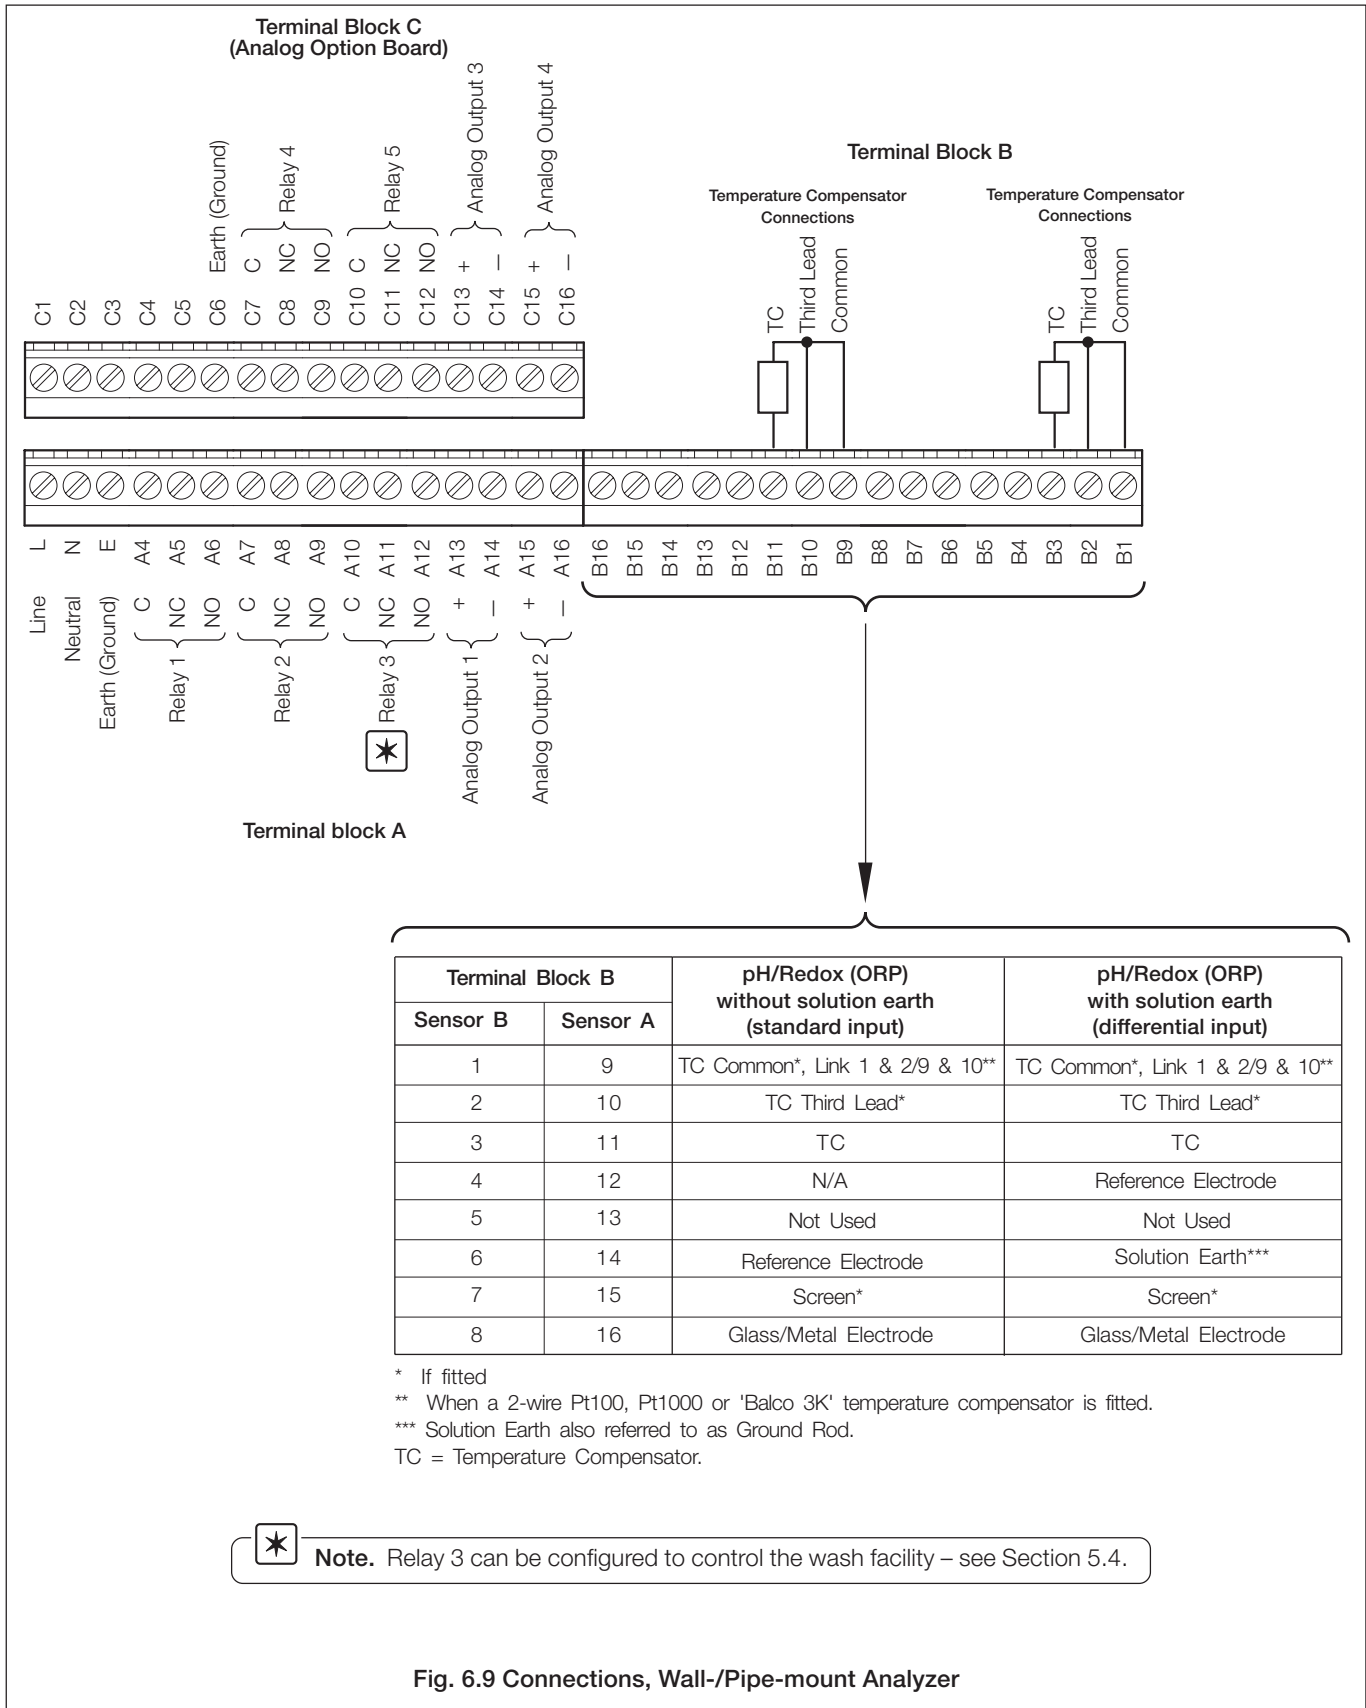 Terminal Block C
(Analog Option Board)
Earth (Ground)
Relay 4
Relay 5
Analog Output 3
Analog Output 4
C
NC
NO
C
NC
NO
+
—
+
—
C1
C2
C3
C4
C5
C6
C7
C8
C9
C10
C11
C12
C13
C14
C15
C16
Terminal Block B
Temperature Compensator
Connections
TC
Third Lead
Common
Temperature Compensator
Connections
TC
Third Lead
Common
L
N
E
A4
A5
A6
A7
A8
A9
A10
A11
A12
A13
A14
A15
A16
B16
B15
B14
B13
B12
B11
B10
B9
B8
B7
B6
B5
B4
B3
B2
B1
Line
Neutral
Earth (Ground)
C
NC
NO
C
NC
NO
C
NC
NO
+
—
+
—
Relay 1
Relay 2
Relay 3
Analog Output 1
Analog Output 2
Terminal block A
Terminal Block B
Sensor B
Sensor A
pH/Redox (ORP)
without solution earth
(standard input)
pH/Redox (ORP)
with solution earth
(differential input)
1 9 TC Common*, Link 1 & 2/9 & 10** TC Common*, Link 1 & 2/9 & 10**
2 10 TC Third Lead* TC Third Lead*
3 11 TC TC
4 12 N/A Reference Electrode
5 13 Not Used Not Used
6 14 Reference Electrode Solution Earth***
7 15 Screen* Screen*
8 16 Glass/Metal Electrode Glass/Metal Electrode
* If fitted
** When a 2-wire Pt100, Pt1000 or 'Balco 3K' temperature compensator is fitted.
*** Solution Earth also referred to as Ground Rod.
TC = Temperature Compensator.
Note. Relay 3 can be configured to control the wash facility – see Section 5.4.
Fig. 6.9 Connections, Wall-/Pipe-mount Analyzer